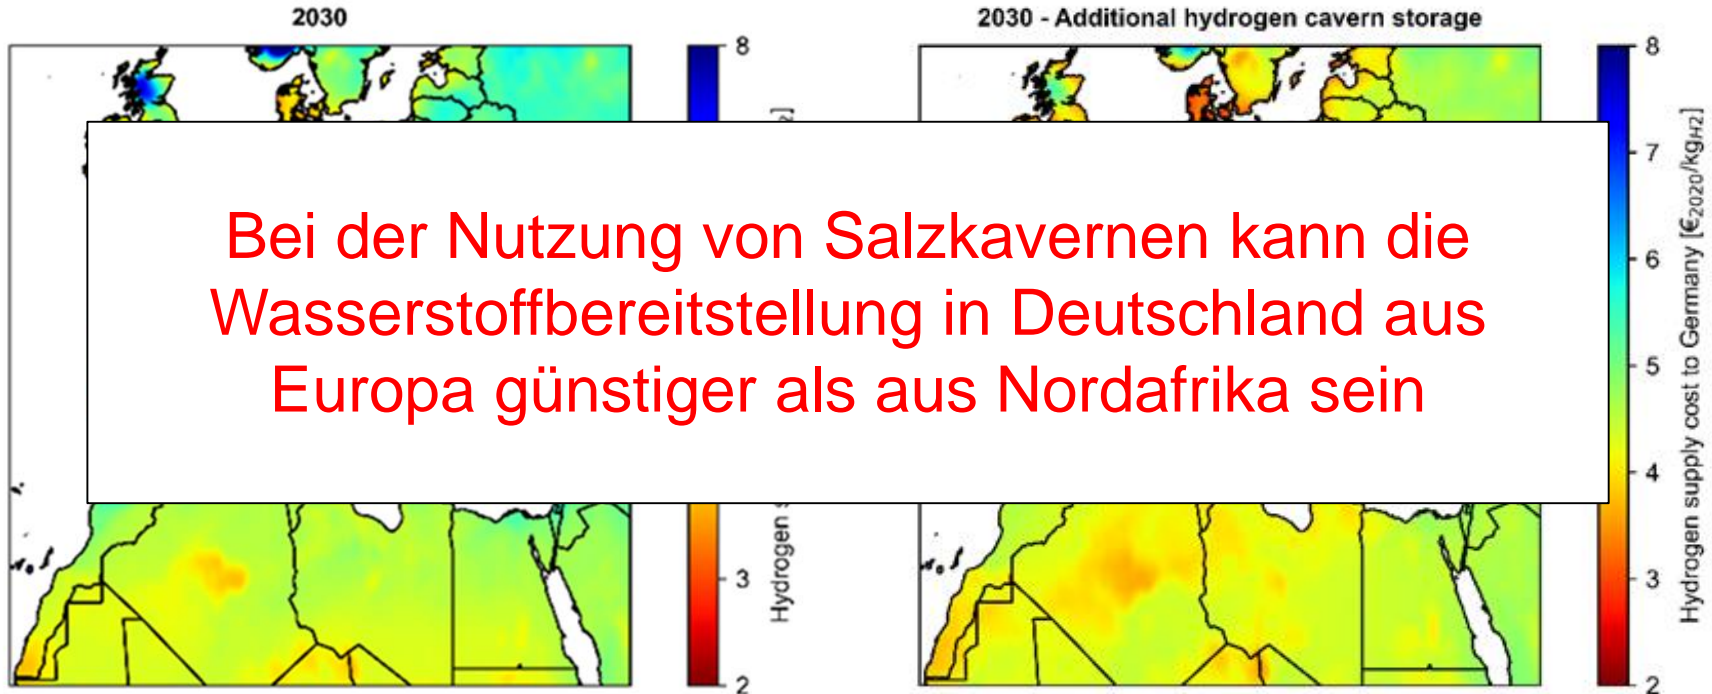 2030
2030 - Additional hydrogen cavern storage
8
Bei der Nutzung von Salzkavernen kann die
Wasserstoffbereitstellung in Deutschland aus
Europa günstiger als aus Nordafrika sein
3
2
Hydrogen s
8
7
6
5
4
3
2
Hydrogen supply cost to Germany [€2020/kgH2]